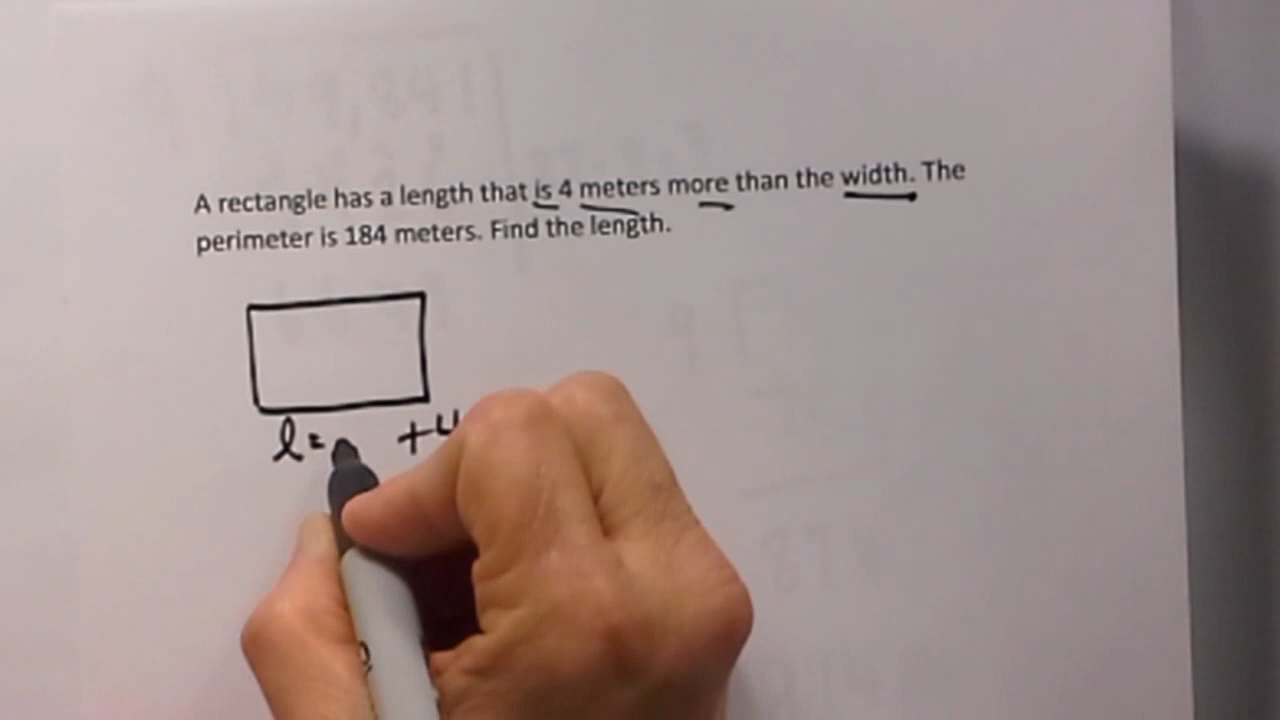 A rectangle has a length that is 4 meters more than the width. The
perimeter is 184 meters. Find the length.
l = +4